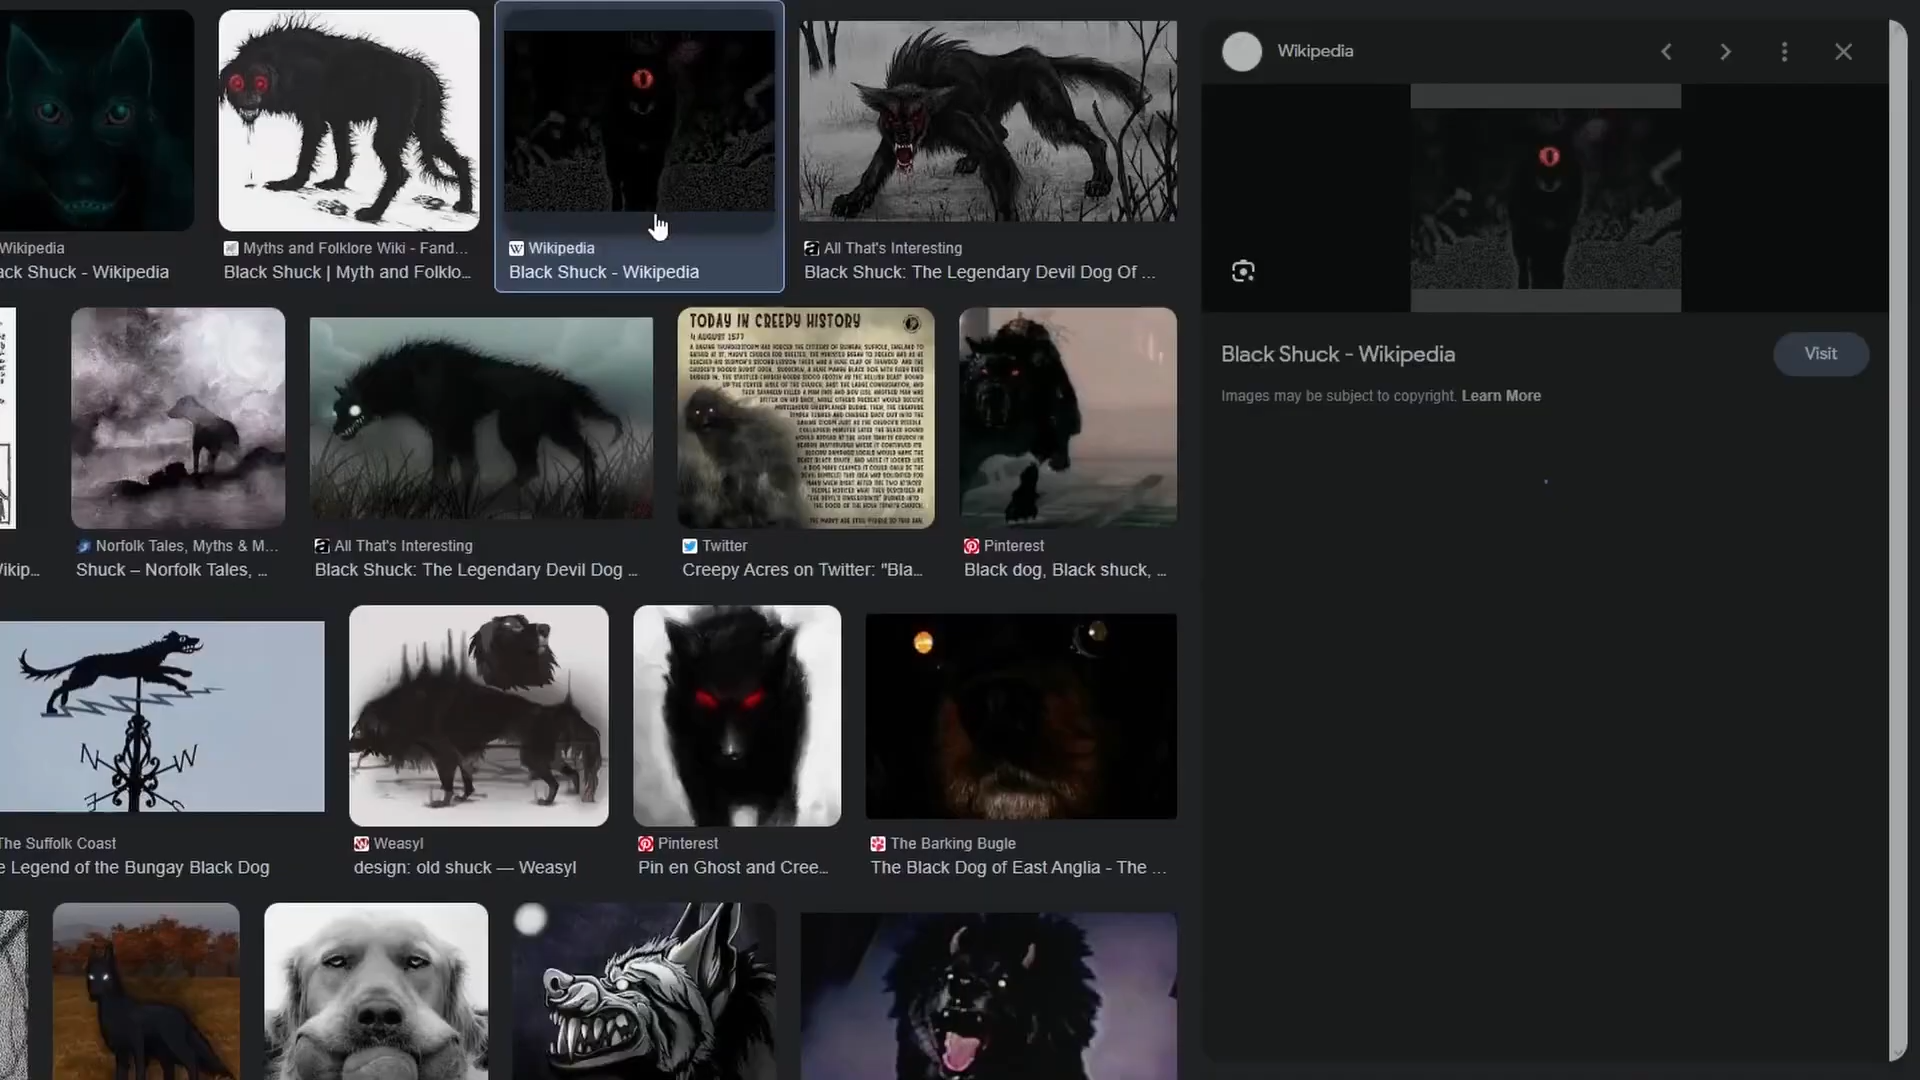 Wikipedia
ack Shuck - Wikipedia
Myths and Folklore Wiki - Fand...
Black Shuck | Myth and Folklo...
W Wikipedia
Black Shuck - Wikipedia
All That's Interesting
Black Shuck: The Legendary Devil Dog Of ...
Wikipedia
Black Shuck - Wikipedia
Visit
Images may be subject to copyright. Learn More
TODAY IN CREEPY HISTORY
4 AUGUST 1577
Wikip...
Norfolk Tales, Myths & M...
Shuck – Norfolk Tales, ...
All That's Interesting
Black Shuck: The Legendary Devil Dog ...
Twitter
Creepy Acres on Twitter: "Bla...
Pinterest
Black dog, Black shuck, ...
N
W
E
The Suffolk Coast
e Legend of the Bungay Black Dog
Weasyl
design: old shuck — Weasyl
Pinterest
Pin en Ghost and Cree...
The Barking Bugle
The Black Dog of East Anglia - The ...